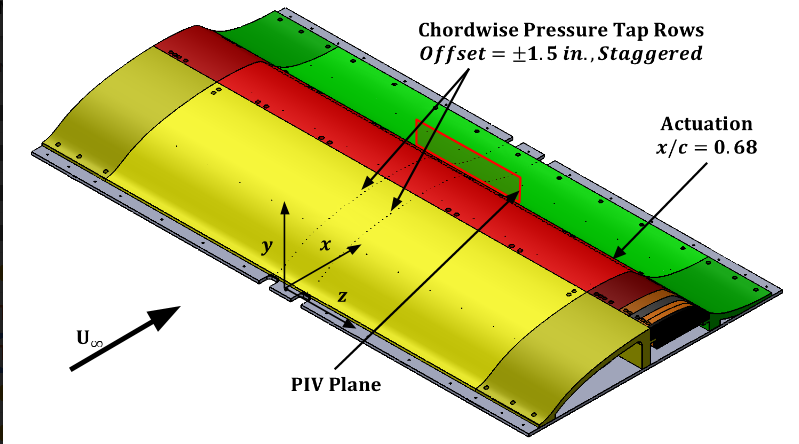 Chordwise Pressure Tap Rows
Offset = ±1.5 in., Staggered
Actuation
x/c = 0.68
y
x
z
U∞
PIV Plane